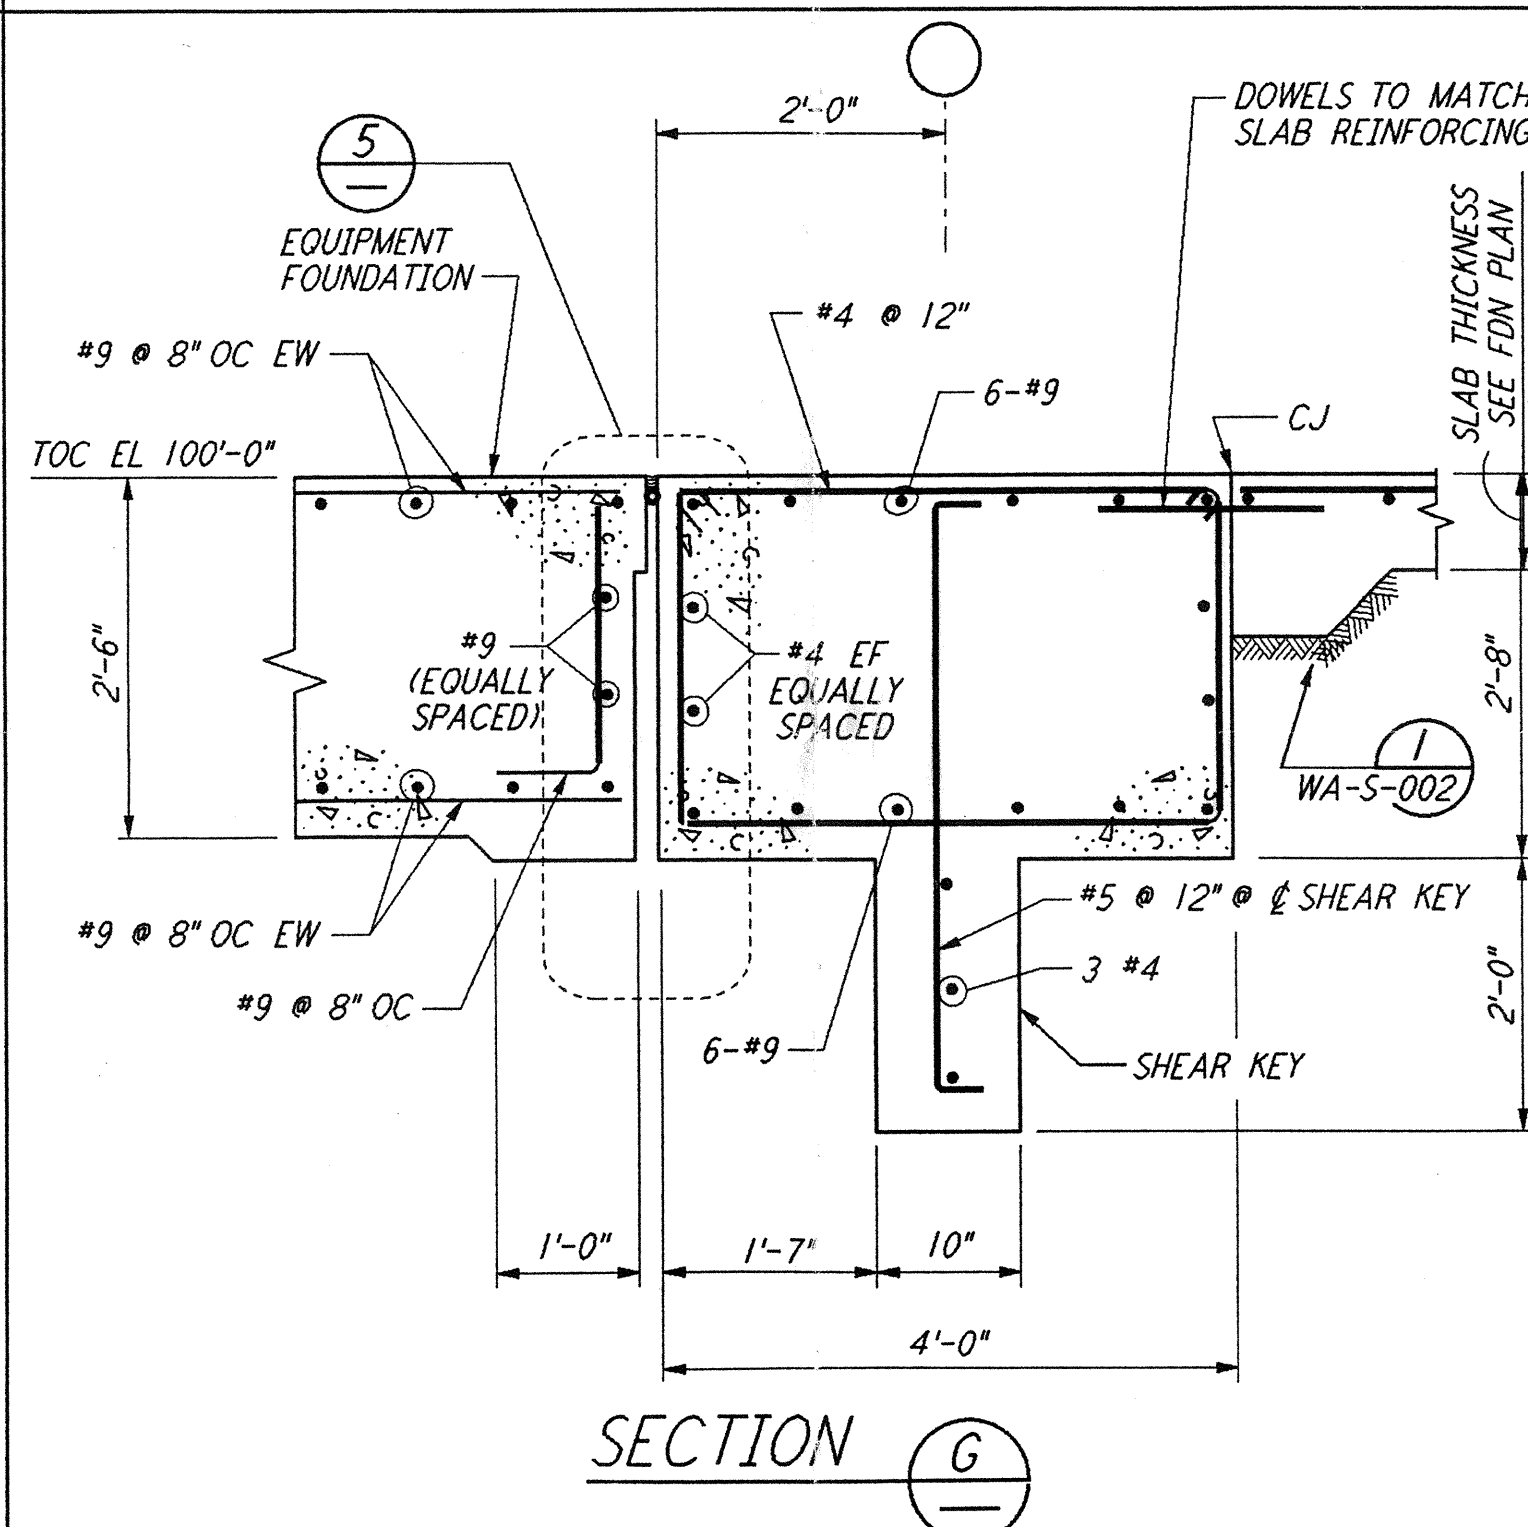 2'-0"
DOWELS TO MATCH
SLAB REINFORCING
5
EQUIPMENT
FOUNDATION
SLAB THICKNESS
SEE FDN PLAN
#4 @ 12"
#9 @ 8" OC EW
6-#9
CJ
TOC EL 100'-0"
2'-6"
#9
(EQUALLY
SPACED)
#4 EF
EQUALLY
SPACED
2'-8"
1
WA-S-002
#9 @ 8" OC EW
#5 @ 12" @ ℄ SHEAR KEY
3 #4
#9 @ 8" OC
2'-0"
6-#9
SHEAR KEY
1'-0"
1'-7"
10"
4'-0"
SECTION
G